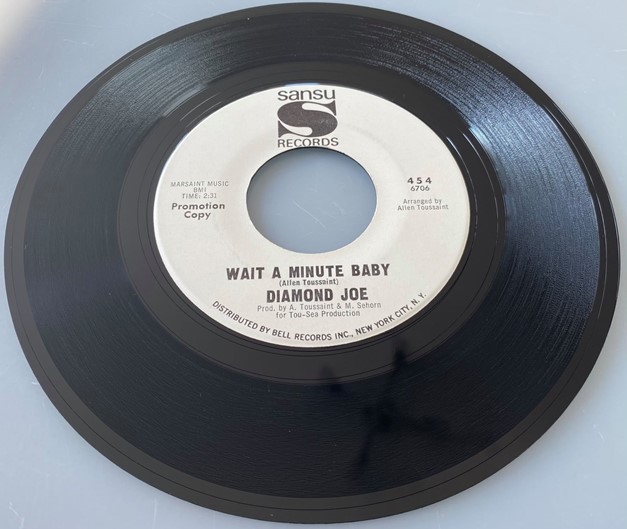 sansu
S
RECORDS
MARSAINT MUSIC
BMI
TIME: 2:31
Promotion
Copy
454
6706
Arranged by
Allen Toussaint
WAIT A MINUTE BABY
(Allen Toussaint)
DIAMOND JOE
Prod. by A. Toussaint & M. Sehorn
for Tou-Sea Production
DISTRIBUTED BY BELL RECORDS INC., NEW YORK CITY, N. Y.